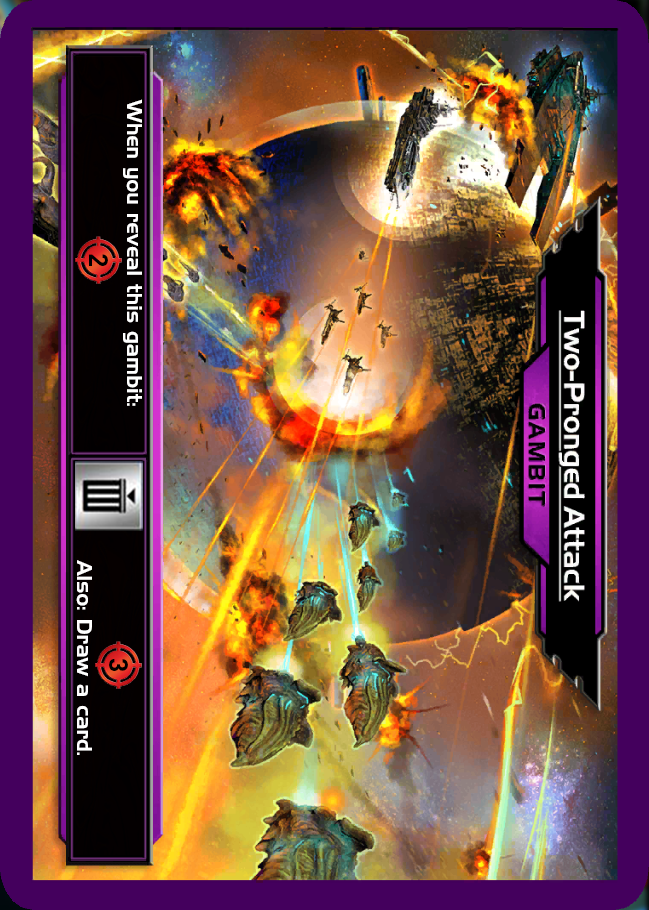 Two-Pronged Attack
GAMBIT
When you reveal this gambit:
2
3
Also: Draw a card.